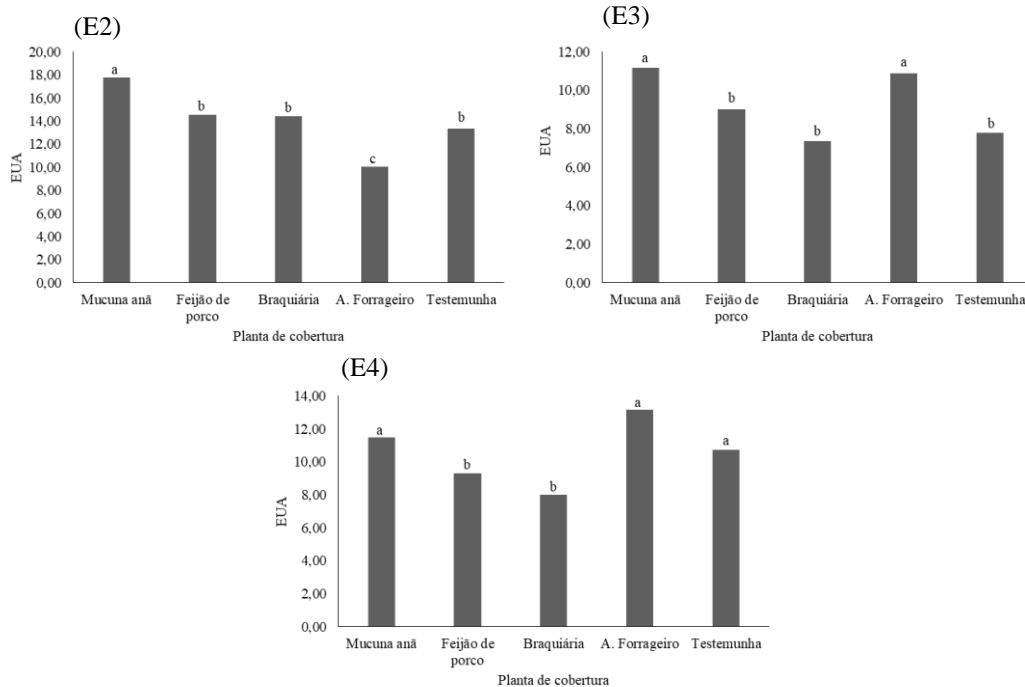 (E2)
20,00
18,00
16,00
14,00
12,00
10,00
8,00
6,00
4,00
2,00
0,00
EUA
a
b
b
c
b
Mucuna anã
Feijão de
porco
Braquiária
A. Forrageiro
Testemunha
Planta de cobertura
(E3)
12,00
10,00
8,00
6,00
4,00
2,00
0,00
EUA
a
b
b
a
b
Mucuna anã
Feijão de
porco
Braquiária
A. Forrageiro
Testemunha
Planta de cobertura
(E4)
14,00
12,00
10,00
8,00
6,00
4,00
2,00
0,00
EUA
a
b
b
a
a
Mucuna anã
Feijão de
porco
Braquiária
A. Forrageiro
Testemunha
Planta de cobertura